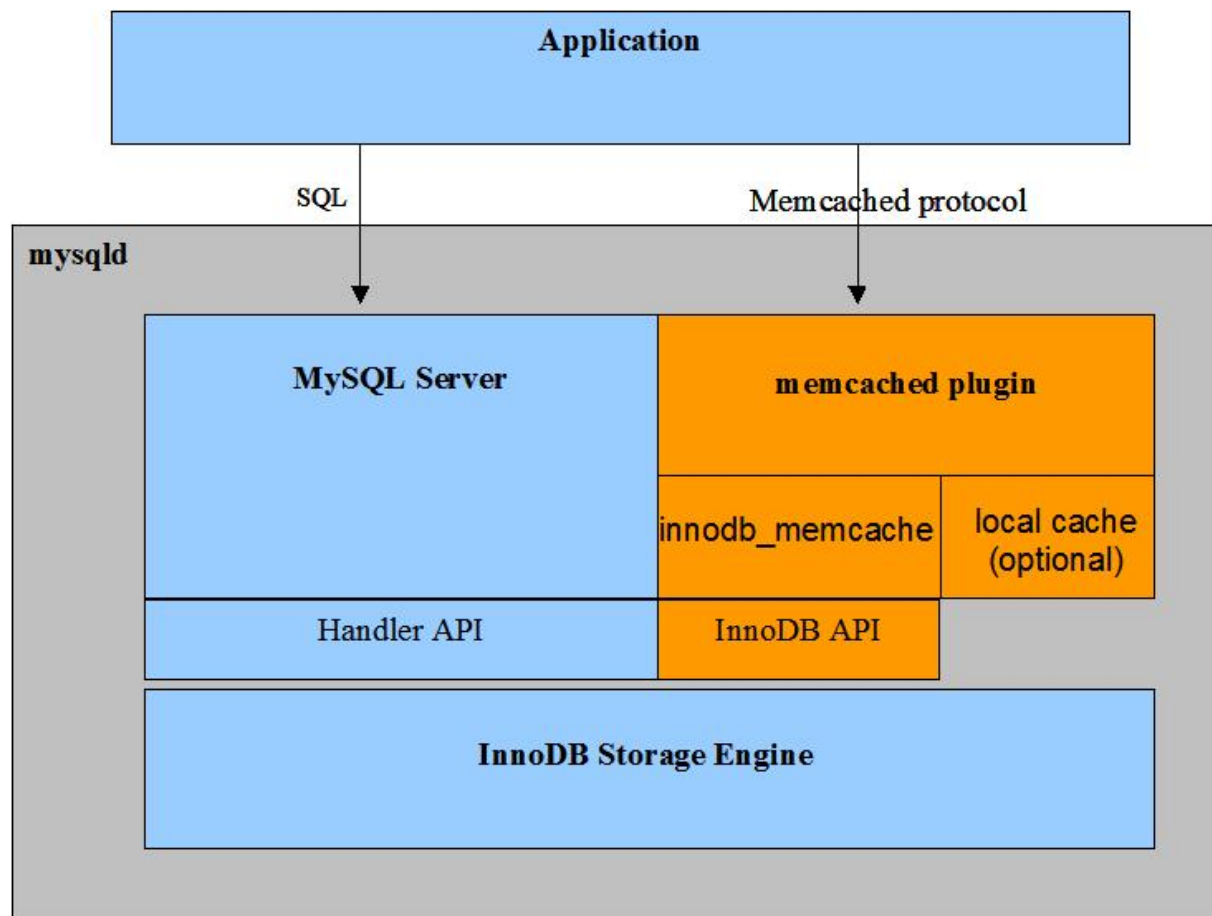 Application
SQL
Memcached protocol
mysqld
MySQL Server
memcached plugin
innodb_memcache
local cache
(optional)
Handler API
InnoDB API
InnoDB Storage Engine